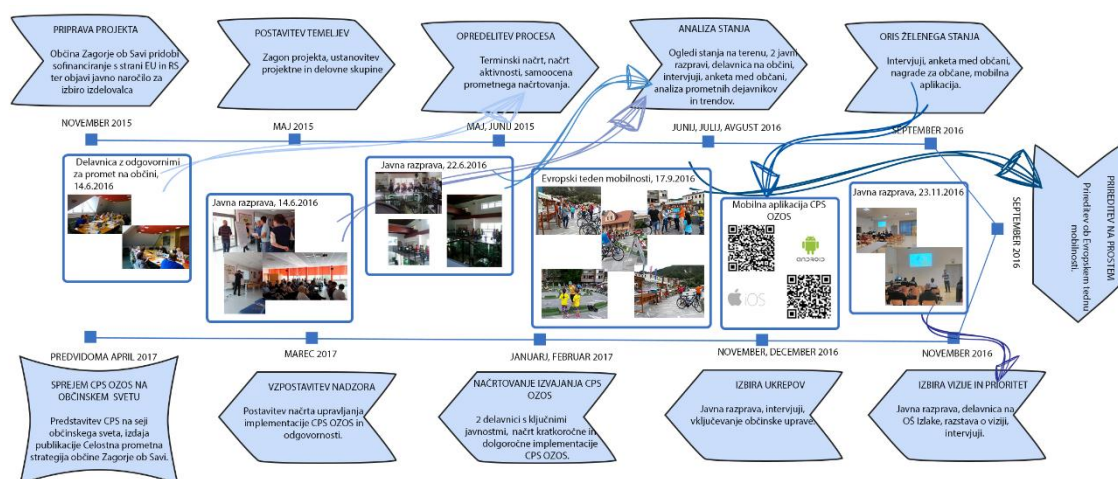 PRIPRAVA PROJEKTA
Občina Zagorje ob Savi pridobi
sofinanciranje s strani EU in RS
ter objavi javno naročilo za
izbiro izdelovalca
POSTAVITEV TEMELJEV
Zagon projekta, ustanovitev
projektne in delovne skupine
OPREDELITEV PROCESA
Terminski načrt, načrt
aktivnosti, samoocena
prometnega načrtovanja.
ANALIZA STANJA
Ogledi stanja na terenu, 2 javni
razpravi, delavnica na občini,
intervjuji, anketa med občani,
analiza prometnih dejavnikov
in trendov.
ORIS ŽELENEGA STANJA
Intervjuji, anketa med občani,
nagrade za občane, mobilna
aplikacija.
NOVEMBER 2015
MAJ 2015
MAJ, JUNIJ 2015
JUNIJ, JULIJ, AVGUST 2016
SEPTEMBER 2016
Delavnica z odgovornimi
za promet na občini,
14.6.2016
Javna razprava, 14.6.2016
Javna razprava, 22.6.2016
Evropski teden mobilnosti, 17.9.2016
Mobilna aplikacija CPS
OZOS
ANDROID
iOS
Javna razprava, 23.11.2016
SEPTEMBER 2016
PRIREDITEV NA PROSTEM
Prireditev ob Evropskem tednu
mobilnosti.
PREDVIDOMA APRIL 2017
MAREC 2017
JANUARJ, FEBRUAR 2017
NOVEMBER, DECEMBER 2016
NOVEMBER 2016
SPREJEM CPS OZOS NA
OBČINSKEM SVETU
Predstavitev CPS na seji
občinskega sveta, izdaja
publikacije Celostna prometna
strategija občine Zagorje ob Savi.
VZPOSTAVITEV NADZORA
Postavitev načrta upravljanja
implementacije CPS OZOS in
odgovornosti.
NAČRTOVANJE IZVAJANJA CPS
OZOS
2 delavnici s ključnimi
javnostmi, načrt kratkoročne in
dolgoročne implementacije
CPS OZOS.
IZBIRA UKREPOV
Javna razprava, intervjuji,
vključevanje občinske uprave.
IZBIRA VIZIJE IN PRIORITET
Javna razprava, delavnica na
OŠ Izlake, razstava o viziji,
intervjuji.